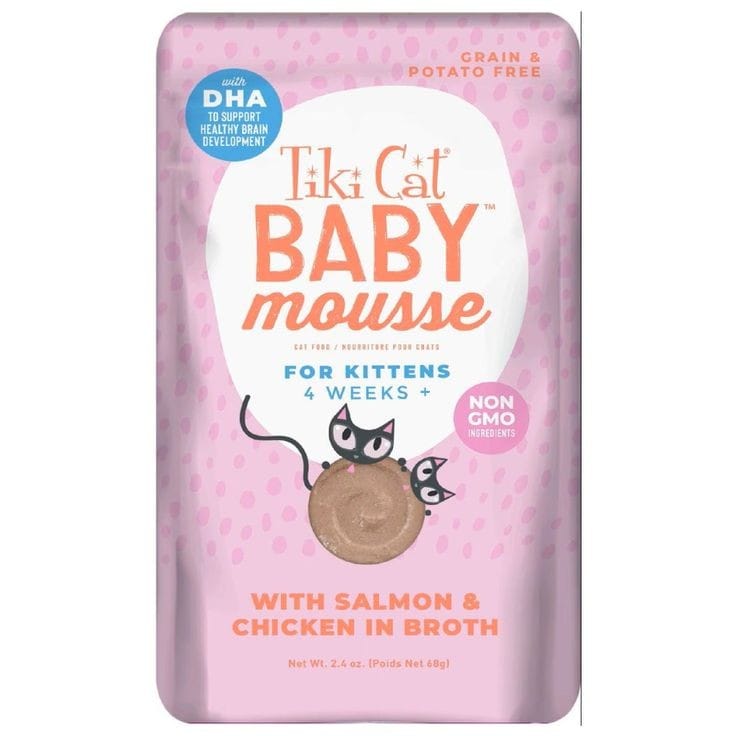 GRAIN &
POTATO FREE
with
DHA
TO SUPPORT
HEALTHY BRAIN
DEVELOPMENT
Tiki Cat®
BABY™
mousse
CAT FOOD / NOURRITURE POUR CHATS
FOR KITTENS
4 WEEKS +
NON
GMO
INGREDIENTS
WITH SALMON &
CHICKEN IN BROTH
Net Wt. 2.4 oz. (Poids Net 68g)